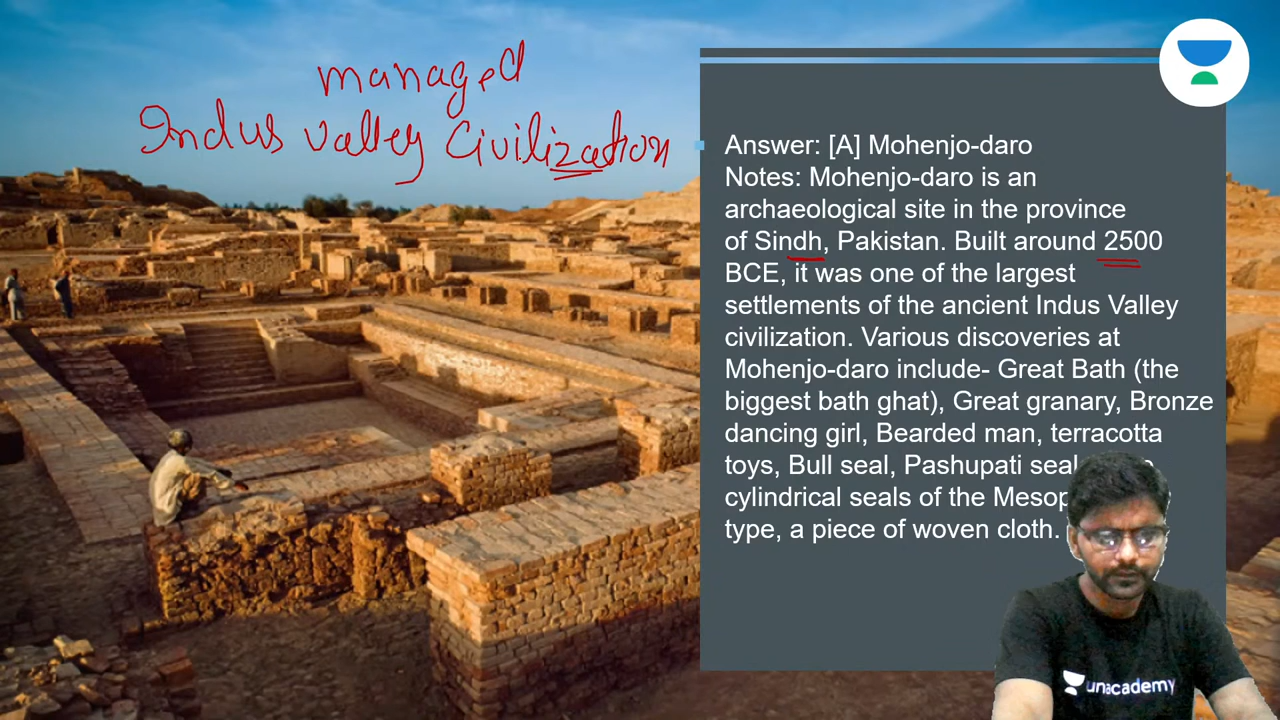 managed
Indus valley Civilization
Answer: [A] Mohenjo-daro
Notes: Mohenjo-daro is an
archaeological site in the province
of Sindh, Pakistan. Built around 2500
BCE, it was one of the largest
settlements of the ancient Indus Valley
civilization. Various discoveries at
Mohenjo-daro include- Great Bath (the
biggest bath ghat), Great granary, Bronze
dancing girl, Bearded man, terracotta
toys, Bull seal, Pashupati seal
cylindrical seals of the
type, a piece of woven cloth.
unacademy